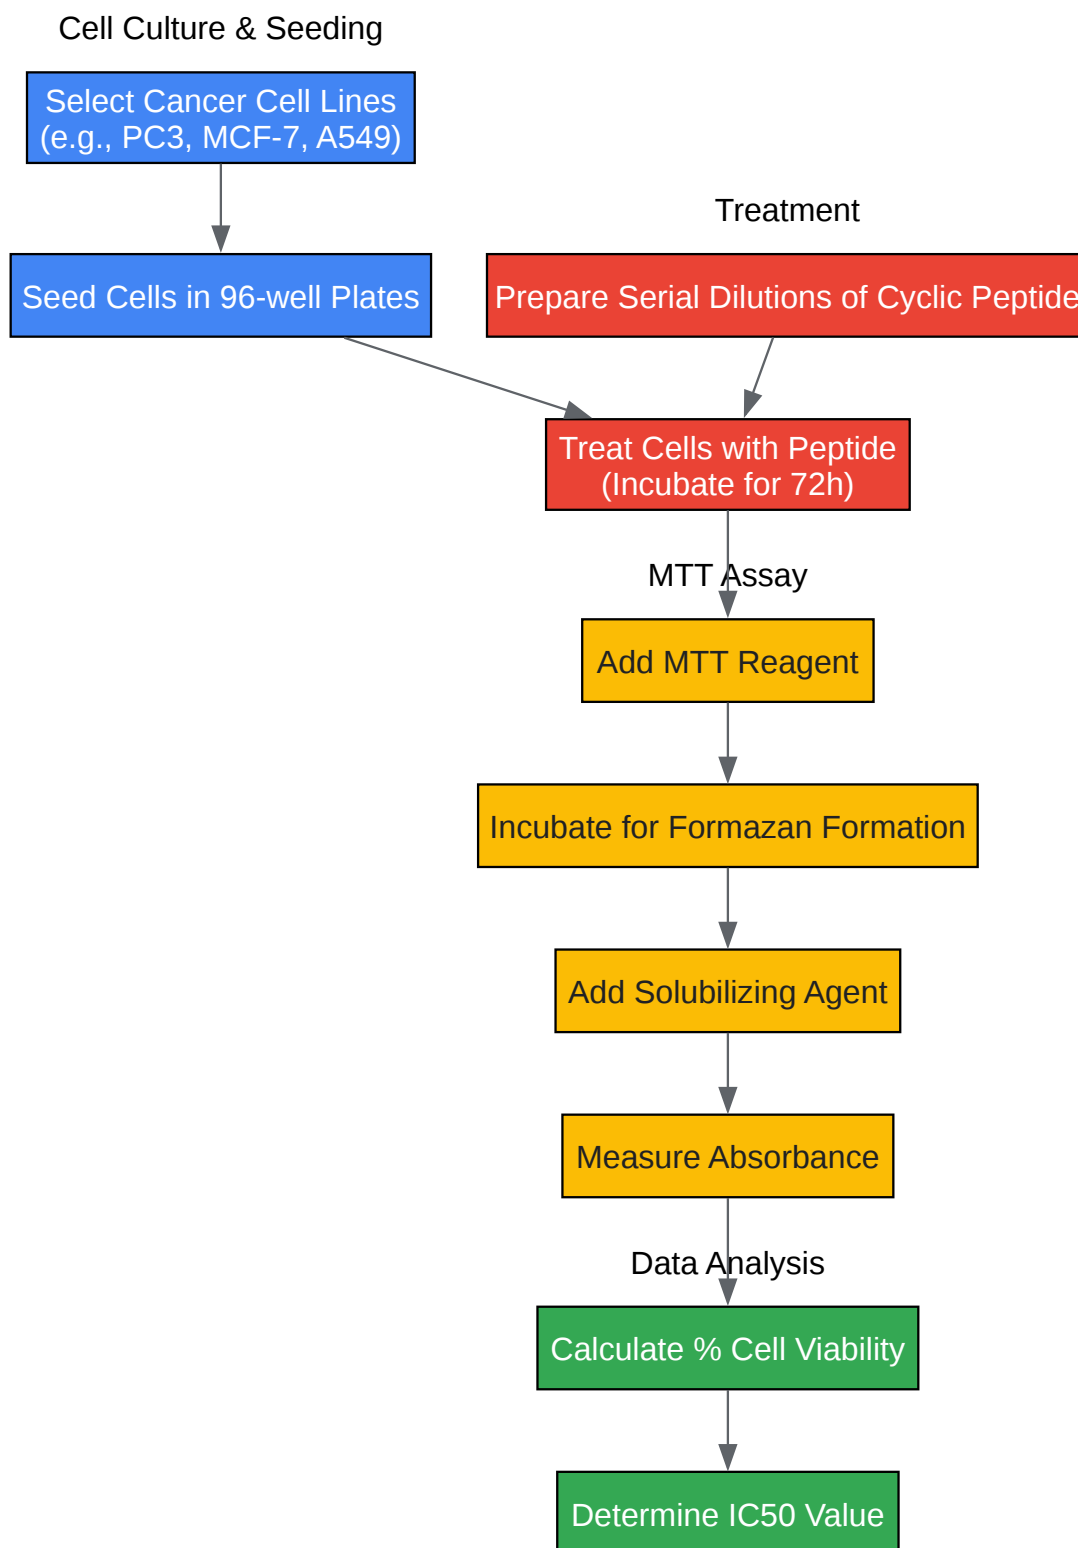 Cell Culture & Seeding
Select Cancer Cell Lines
(e.g., PC3, MCF-7, A549)
Treatment
Seed Cells in 96-well Plates
Prepare Serial Dilutions of Cyclic Peptide
Treat Cells with Peptide
(Incubate for 72h)
MTT Assay
Add MTT Reagent
Incubate for Formazan Formation
Add Solubilizing Agent
Measure Absorbance
Data Analysis
Calculate % Cell Viability
Determine IC50 Value